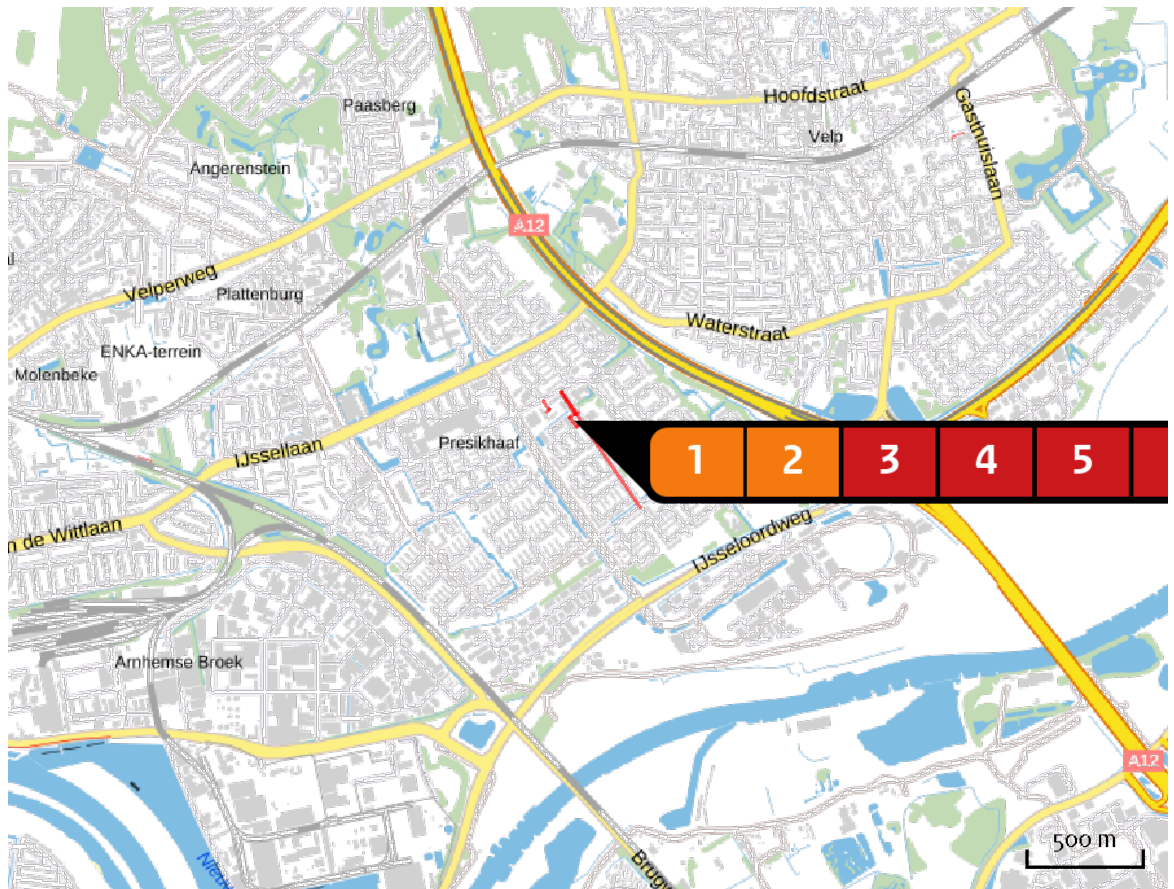 Hoofdstraat
Paasberg
Gasthuislaan
Velp
Angerenstein
A12
Velperweg
Plattenburg
Waterstraat
ENKA-terrein
Molenbeke
Presikhaaf
IJssellaan
1 2 3 4 5
n de Wittlaan
IJsseloordweg
Arnhemse Broek
A12
500 m